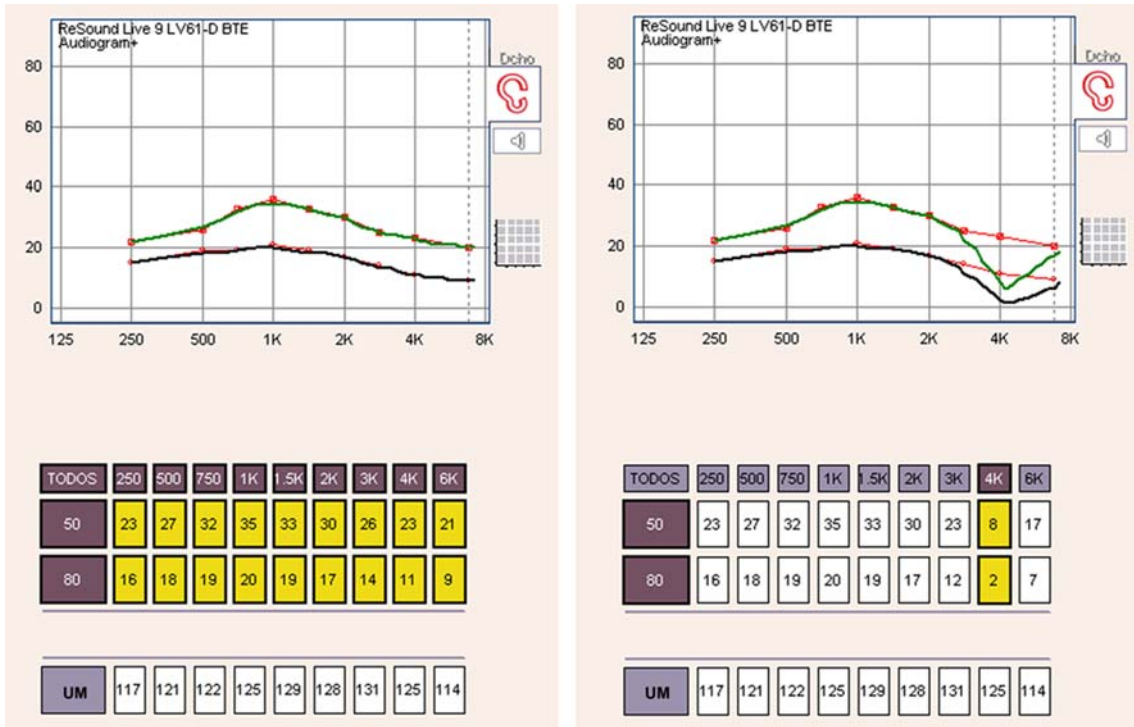 ReSound Live 9 LV61-D BTE
Audiogram+
Dcho
80
60
40
20
0
125 250 500 1K 2K 4K 8K
TODOS 250 500 750 1K 1.5K 2K 3K 4K 6K
50 23 27 32 35 33 30 26 23 21
80 16 18 19 20 19 17 14 11 9
UM 117 121 122 125 129 128 131 125 114
ReSound Live 9 LV61-D BTE
Audiogram+
Dcho
80
60
40
20
0
125 250 500 1K 2K 4K 8K
TODOS 250 500 750 1K 1.5K 2K 3K 4K 6K
50 23 27 32 35 33 30 23 8 17
80 16 18 19 20 19 17 12 2 7
UM 117 121 122 125 129 128 131 125 114